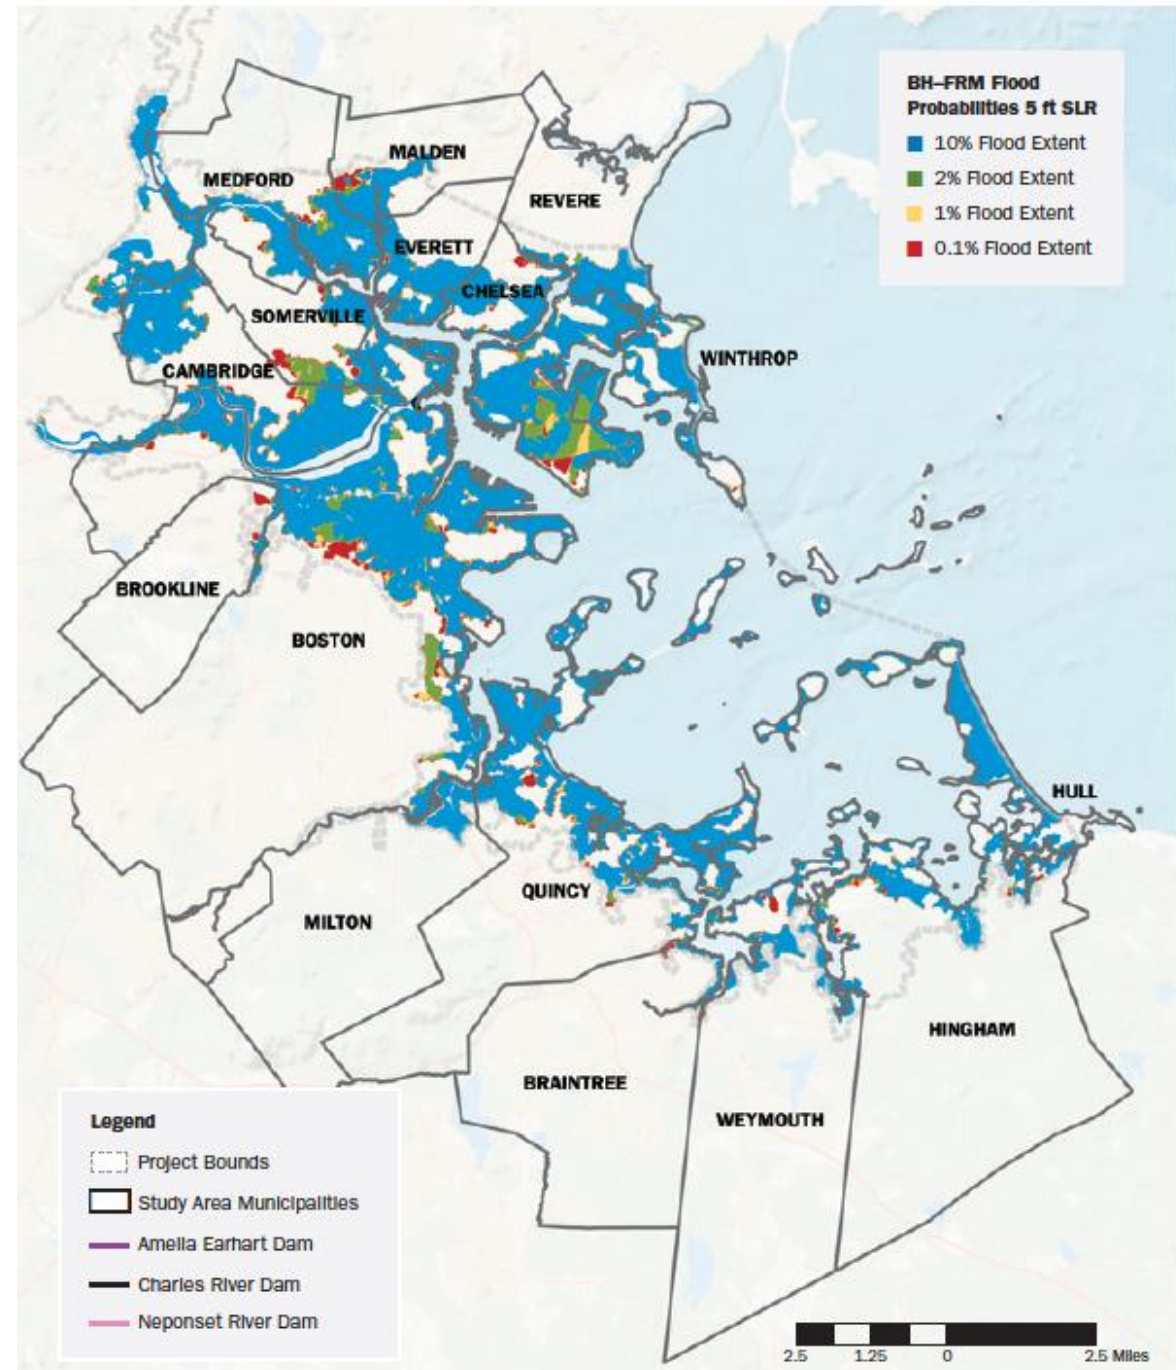 BH–FRM Flood
Probabilities 5 ft SLR
10% Flood Extent
2% Flood Extent
1% Flood Extent
0.1% Flood Extent
MALDEN
MEDFORD
REVERE
EVERETT
CHELSEA
SOMERVILLE
WINTHROP
CAMBRIDGE
BROOKLINE
BOSTON
HULL
QUINCY
MILTON
HINGHAM
BRAINTREE
WEYMOUTH
Legend
Project Bounds
Study Area Municipalities
Amelia Earhart Dam
Charles River Dam
Neponset River Dam
2.5 1.25 0 2.5 Miles